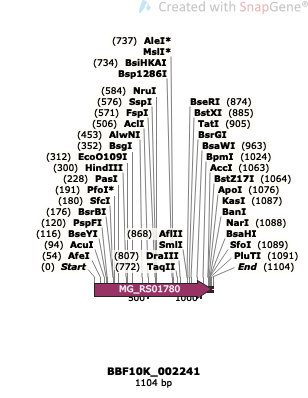 Created with SnapGene®
(737) AleI*
MslI*
(734) BsiHKAI
Bsp1286I
(584) NruI
(576) SspI
(571) FspI
(506) AclI
(453) AlwNI
(352) BsgI
(312) EcoO109I
(300) HindIII
(228) PasI
(191) PfoI*
(180) SfcI
(176) BsrBI
(120) PspFI
(116) BseYI
(94) AcuI
(54) AfeI
(0) Start
(868) AflII
SmlI
(807) DraIII
(772) TaqII
BseRI (874)
BstXI (885)
TatI (905)
BsrGI
BsaWI (963)
BpmI (1024)
AccI (1063)
BstZ17I (1064)
ApoI (1076)
KasI (1087)
BanI
NarI (1088)
BsaHI
SfoI (1089)
PluTI (1091)
End (1104)
MG_RS01780
500
1000
BBF10K_002241
1104 bp